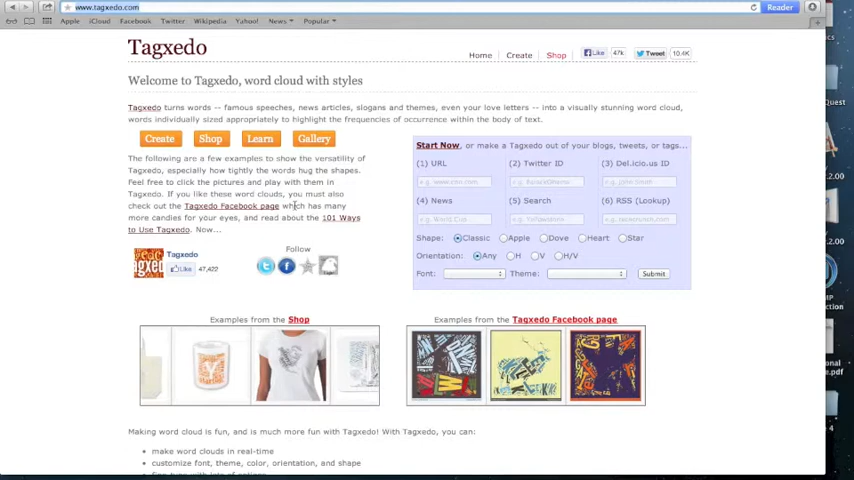 www.tagxedo.com
Reader
Apple iCloud Facebook Twitter Wikipedia Yahoo! News Popular
Tagxedo
Home Create Shop Like 47k Tweet 10.4K
Welcome to Tagxedo, word cloud with styles
Tagxedo turns words -- famous speeches, news articles, slogans and themes, even your love letters -- into a visually stunning word cloud,
words individually sized appropriately to highlight the frequencies of occurrence within the body of text.
Create Shop Learn Gallery
The following are a few examples to show the versatility of
Tagxedo, especially how tightly the words hug the shapes.
Feel free to click the pictures and play with them in
Tagxedo. If you like these word clouds, you must also
check out the Tagxedo Facebook page which has many
more candies for your eyes, and read about the 101 Ways
to Use Tagxedo. Now...
Tagxedo
Like 47,422
Follow
Start Now, or make a Tagxedo out of your blogs, tweets, or tags...
(1) URL (2) Twitter ID (3) Del.icio.us ID
e.g. www.cnn.com e.g. BarackObama e.g. john.smith
(4) News (5) Search (6) RSS (Lookup)
e.g. World Cup e.g. Yellowstone e.g. techcrunch.com
Shape: Classic Apple Dove Heart Star
Orientation: Any H V H/V
Font: Theme: Submit
Examples from the Shop
Examples from the Tagxedo Facebook page
Making word cloud is fun, and is much more fun with Tagxedo! With Tagxedo, you can:
• make word clouds in real-time
• customize font, theme, color, orientation, and shape